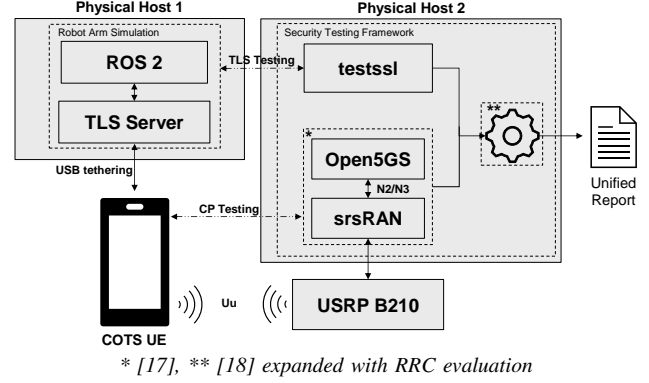 Physical Host 1
Physical Host 2
Robot Arm Simulation
Security Testing Framework
ROS 2
TLS Testing
testssl
TLS Server
**
*
Open5GS
USB tethering
N2/N3
Unified
Report
CP Testing
srsRAN
Uu
USRP B210
COTS UE
* [17], ** [18] expanded with RRC evaluation